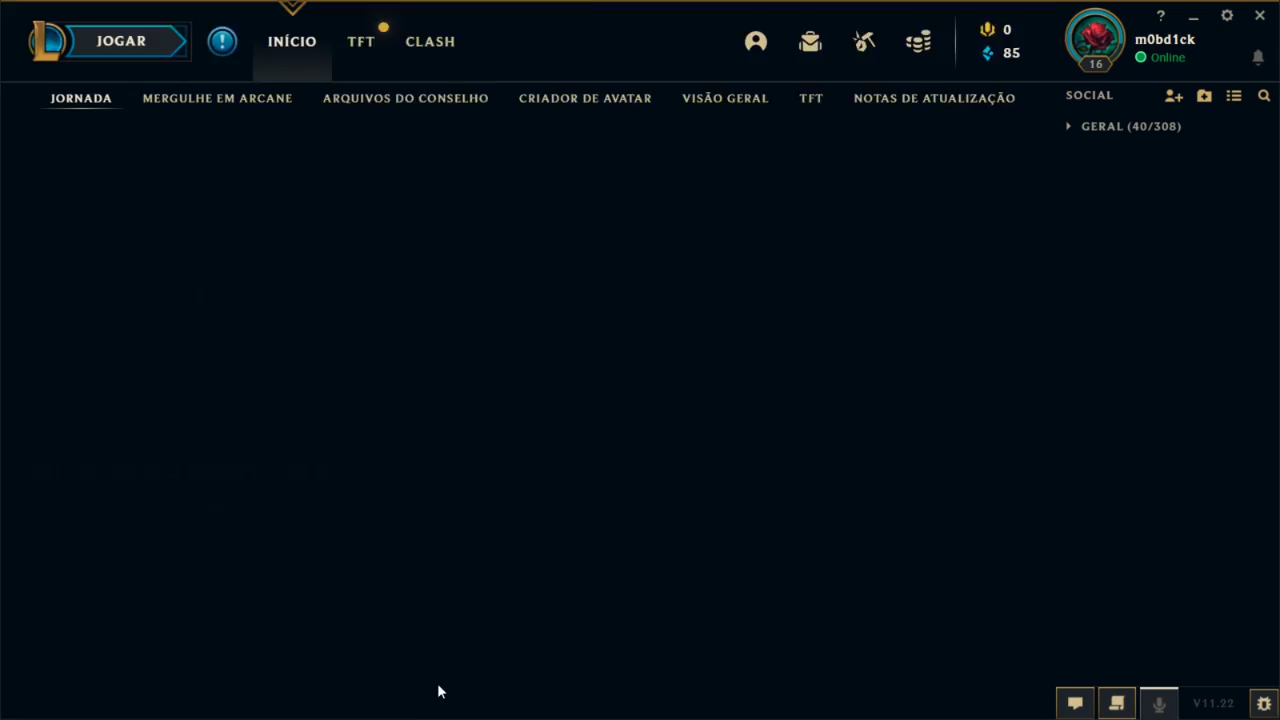 JOGAR
INÍCIO
TFT
CLASH
0
85
16
?
m0bd1ck
Online
JORNADA
MERGULHE EM ARCANE
ARQUIVOS DO CONSELHO
CRIADOR DE AVATAR
VISÃO GERAL
TFT
NOTAS DE ATUALIZAÇÃO
SOCIAL
GERAL (40/308)
V11.22